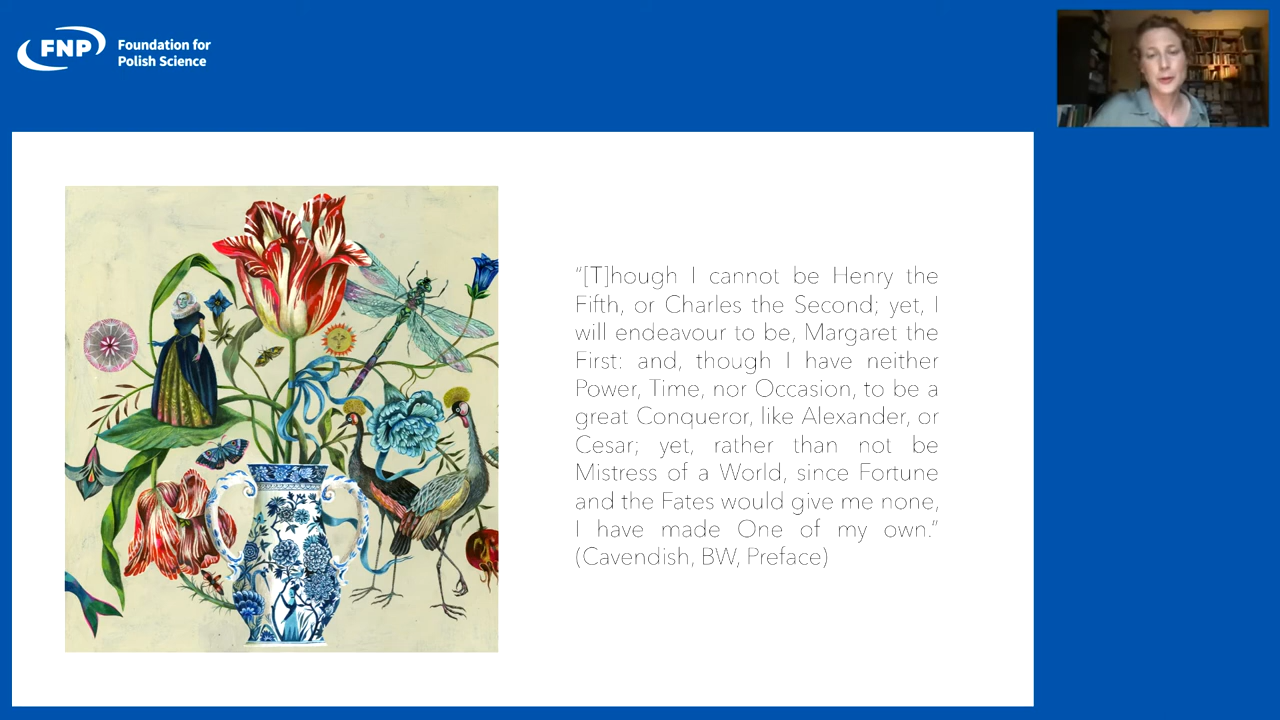 FNP
Foundation for
Polish Science
“[T]hough I cannot be Henry the
Fifth, or Charles the Second; yet, I
will endeavour to be, Margaret the
First: and, though I have neither
Power, Time, nor Occasion, to be a
great Conqueror, like Alexander, or
Cesar; yet, rather than not be
Mistress of a World, since Fortune
and the Fates would give me none,
I have made One of my own.”
(Cavendish, BW, Preface)